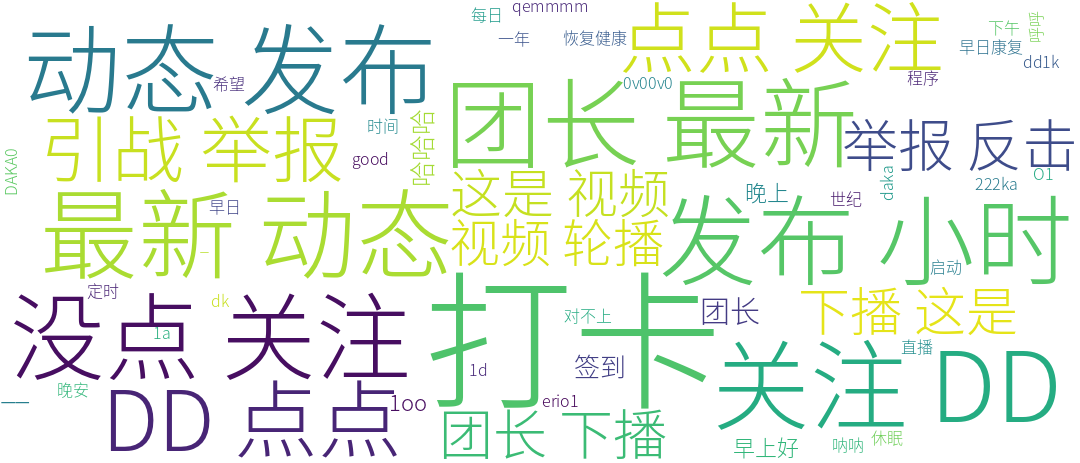 每日
qemmmm
动态 发布
点点 关注
下午
呼呼
一年
恢复健康
早日康复
dd1k
希望
0v00v0
程序
团长 最新
引战 举报
时间
哈哈哈
举报 反击
good
DAKA0
这是 视频
晚上
daka
222ka
O1
最新 动态
早日
世纪
发布 小时
视频 轮播
启动
定时
没点 关注
dk
1a
打卡
对不上
团长
下播 这是
关注 DD
直播
签到
1d
晚安
DD 点点
1oo
erio1
团长 下播
早上好
呐呐
休眠